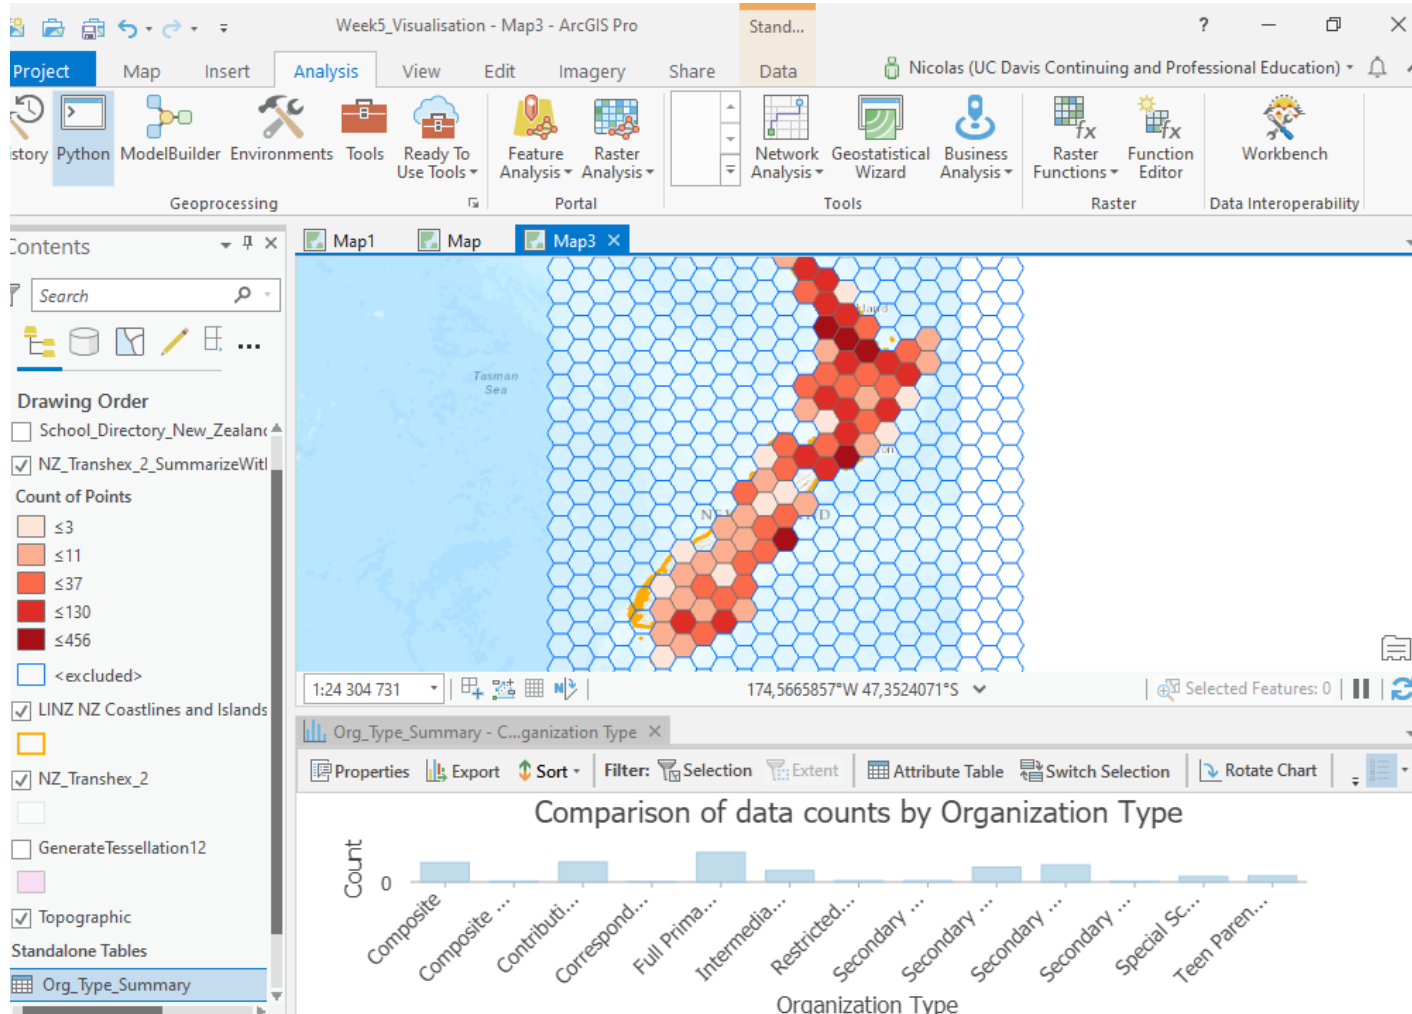 Week5_Visualisation - Map3 - ArcGIS Pro
Stand...
?
Project
Map
Insert
Analysis
View
Edit
Imagery
Share
Data
Nicolas (UC Davis Continuing and Professional Education)
story
Python
ModelBuilder
Environments
Tools
Ready To
Use Tools
Feature
Analysis
Raster
Analysis
Network
Analysis
Geostatistical
Wizard
Business
Analysis
Raster
Functions
Function
Editor
Workbench
Geoprocessing
Portal
Tools
Raster
Data Interoperability
Contents
Map1
Map
Map3
Search
Drawing Order
School_Directory_New_Zealand
NZ_Transhex_2_SummarizeWitl
Count of Points
≤3
≤11
≤37
≤130
≤456
<excluded>
LINZ NZ Coastlines and Islands
NZ_Transhex_2
GenerateTessellation12
Topographic
Standalone Tables
Org_Type_Summary
Tasman
Sea
1:24 304 731
174,5665857°W 47,3524071°S
Selected Features: 0
Org_Type_Summary - C...ganization Type
Properties
Export
Sort
Filter:
Selection
Extent
Attribute Table
Switch Selection
Rotate Chart
Comparison of data counts by Organization Type
Count
0
Composite
Composite ...
Contributi...
Correspond...
Full Prima...
Intermedia...
Restricted...
Secondary ...
Secondary ...
Secondary ...
Secondary ...
Special Sc...
Teen Paren...
Organization Type